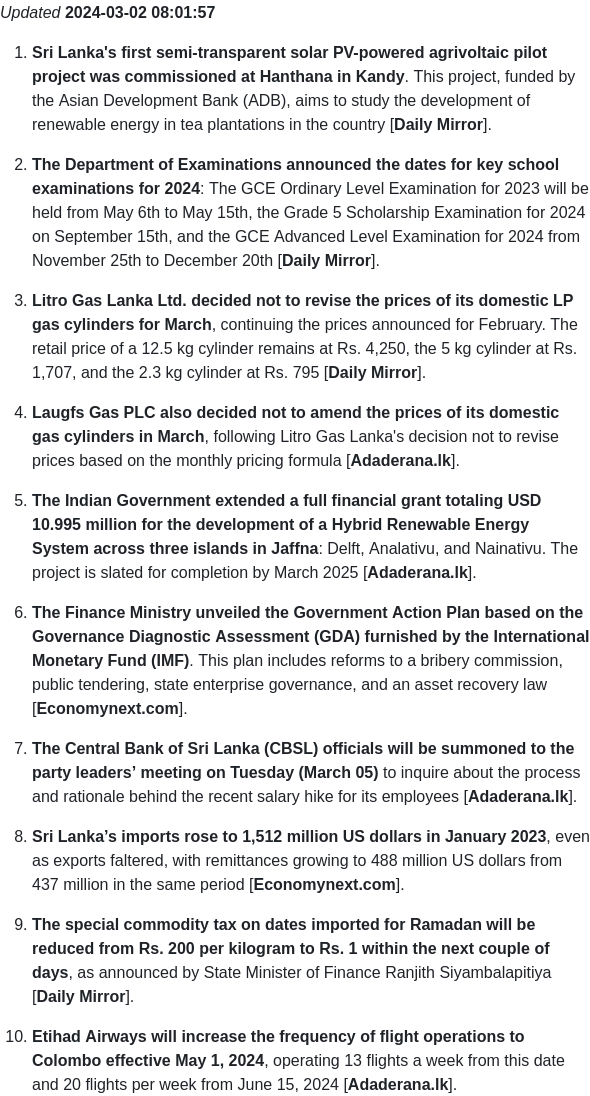 Updated 2024-03-02 08:01:57
1. Sri Lanka's first semi-transparent solar PV-powered agrivoltaic pilot
project was commissioned at Hanthana in Kandy. This project, funded by
the Asian Development Bank (ADB), aims to study the development of
renewable energy in tea plantations in the country [Daily Mirror].
2. The Department of Examinations announced the dates for key school
examinations for 2024: The GCE Ordinary Level Examination for 2023 will be
held from May 6th to May 15th, the Grade 5 Scholarship Examination for 2024
on September 15th, and the GCE Advanced Level Examination for 2024 from
November 25th to December 20th [Daily Mirror].
3. Litro Gas Lanka Ltd. decided not to revise the prices of its domestic LP
gas cylinders for March, continuing the prices announced for February. The
retail price of a 12.5 kg cylinder remains at Rs. 4,250, the 5 kg cylinder at Rs.
1,707, and the 2.3 kg cylinder at Rs. 795 [Daily Mirror].
4. Laugfs Gas PLC also decided not to amend the prices of its domestic
gas cylinders in March, following Litro Gas Lanka's decision not to revise
prices based on the monthly pricing formula [Adaderana.lk].
5. The Indian Government extended a full financial grant totaling USD
10.995 million for the development of a Hybrid Renewable Energy
System across three islands in Jaffna: Delft, Analativu, and Nainativu. The
project is slated for completion by March 2025 [Adaderana.lk].
6. The Finance Ministry unveiled the Government Action Plan based on the
Governance Diagnostic Assessment (GDA) furnished by the International
Monetary Fund (IMF). This plan includes reforms to a bribery commission,
public tendering, state enterprise governance, and an asset recovery law
[Economynext.com].
7. The Central Bank of Sri Lanka (CBSL) officials will be summoned to the
party leaders’ meeting on Tuesday (March 05) to inquire about the process
and rationale behind the recent salary hike for its employees [Adaderana.lk].
8. Sri Lanka’s imports rose to 1,512 million US dollars in January 2023, even
as exports faltered, with remittances growing to 488 million US dollars from
437 million in the same period [Economynext.com].
9. The special commodity tax on dates imported for Ramadan will be
reduced from Rs. 200 per kilogram to Rs. 1 within the next couple of
days, as announced by State Minister of Finance Ranjith Siyambalapitiya
[Daily Mirror].
10. Etihad Airways will increase the frequency of flight operations to
Colombo effective May 1, 2024, operating 13 flights a week from this date
and 20 flights per week from June 15, 2024 [Adaderana.lk].